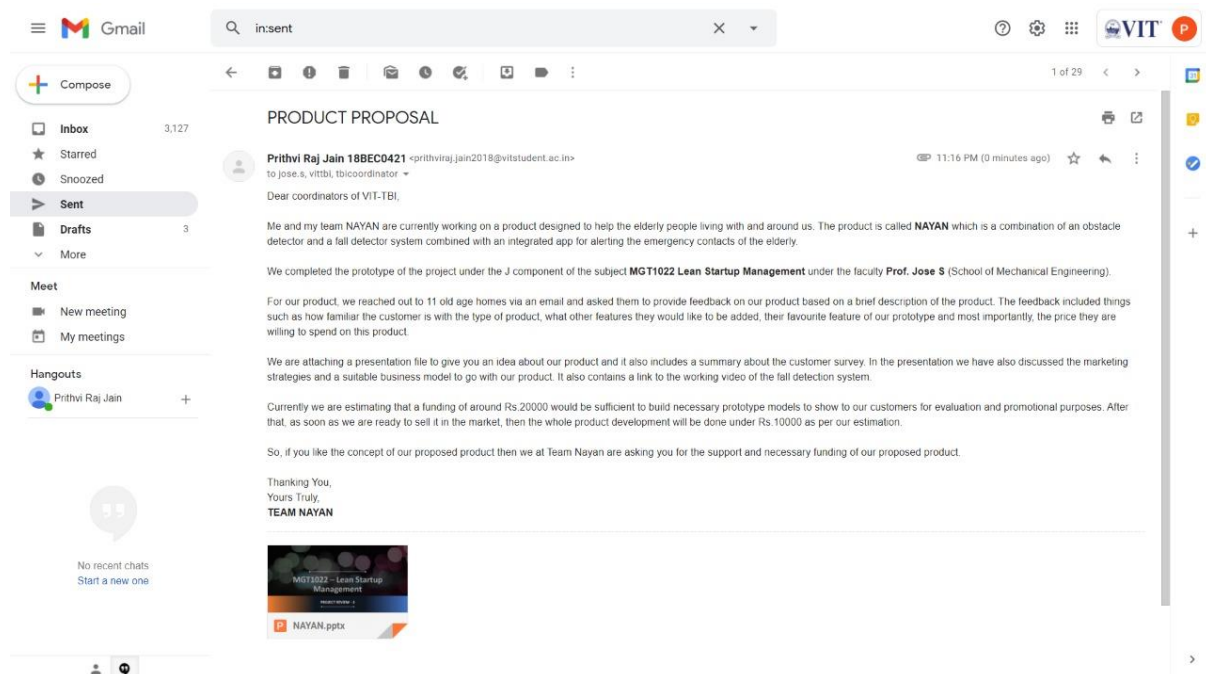 Gmail
in:sent
VIT
P
Compose
1 of 29
31
Inbox 3,127
Starred
Snoozed
Sent
Drafts 3
More
Meet
New meeting
My meetings
Hangouts
Prithvi Raj Jain
No recent chats
Start a new one
PRODUCT PROPOSAL
Prithvi Raj Jain 18BEC0421 <prithviraj.jain2018@vitstudent.ac.in>
11:16 PM (0 minutes ago)
to jose.s, vittbi, tbicoordinator
Dear coordinators of VIT-TBI,
Me and my team NAYAN are currently working on a product designed to help the elderly people living with and around us. The product is called NAYAN which is a combination of an obstacle
detector and a fall detector system combined with an integrated app for alerting the emergency contacts of the elderly.
We completed the prototype of the project under the J component of the subject MGT1022 Lean Startup Management under the faculty Prof. Jose S (School of Mechanical Engineering).
For our product, we reached out to 11 old age homes via an email and asked them to provide feedback on our product based on a brief description of the product. The feedback included things
such as how familiar the customer is with the type of product, what other features they would like to be added, their favourite feature of our prototype and most importantly, the price they are
willing to spend on this product.
We are attaching a presentation file to give you an idea about our product and it also includes a summary about the customer survey. In the presentation we have also discussed the marketing
strategies and a suitable business model to go with our product. It also contains a link to the working video of the fall detection system.
Currently we are estimating that a funding of around Rs.20000 would be sufficient to build necessary prototype models to show to our customers for evaluation and promotional purposes. After
that, as soon as we are ready to sell it in the market, then the whole product development will be done under Rs.10000 as per our estimation.
So, if you like the concept of our proposed product then we at Team Nayan are asking you for the support and necessary funding of our proposed product.
Thanking You,
Yours Truly,
TEAM NAYAN
MGT1022 – Lean Startup
Management
P NAYAN.pptx